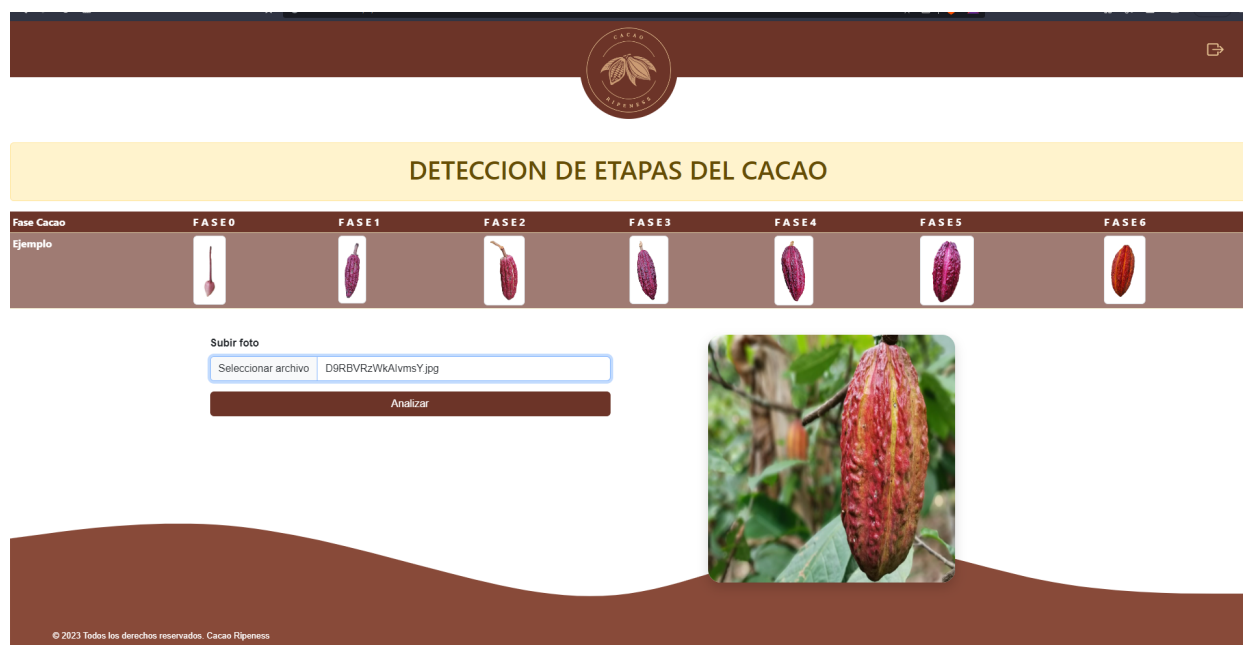 CACAO
RIPENESE
DETECCION DE ETAPAS DEL CACAO
Fase Cacao FASE0 FASE1 FASE2 FASE3 FASE4 FASE5 FASE6
Ejemplo
Subir foto
Seleccionar archivo D9RBVRzWkAIvmsY.jpg
Analizar
© 2023 Todos los derechos reservados. Cacao Ripeness